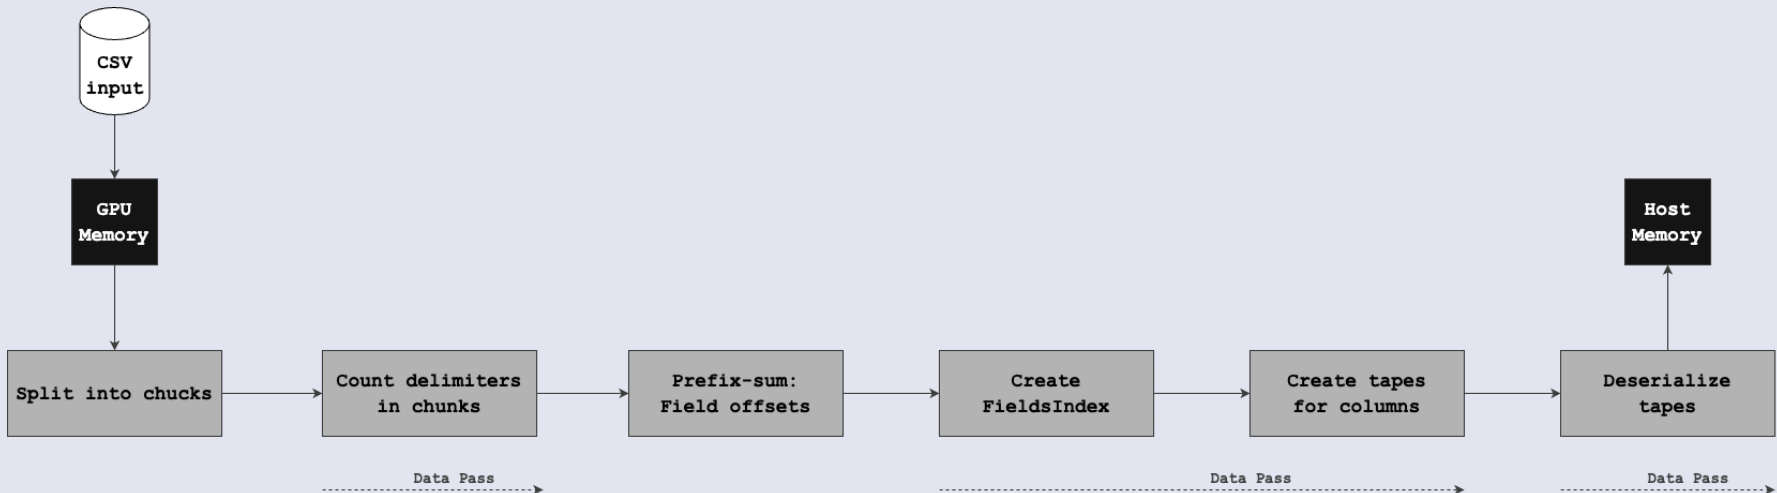 CSV
input
GPU
Memory
Host
Memory
Split into chucks
Count delimiters
in chunks
Prefix-sum:
Field offsets
Create
FieldsIndex
Create tapes
for columns
Deserialize
tapes
Data Pass
Data Pass
Data Pass